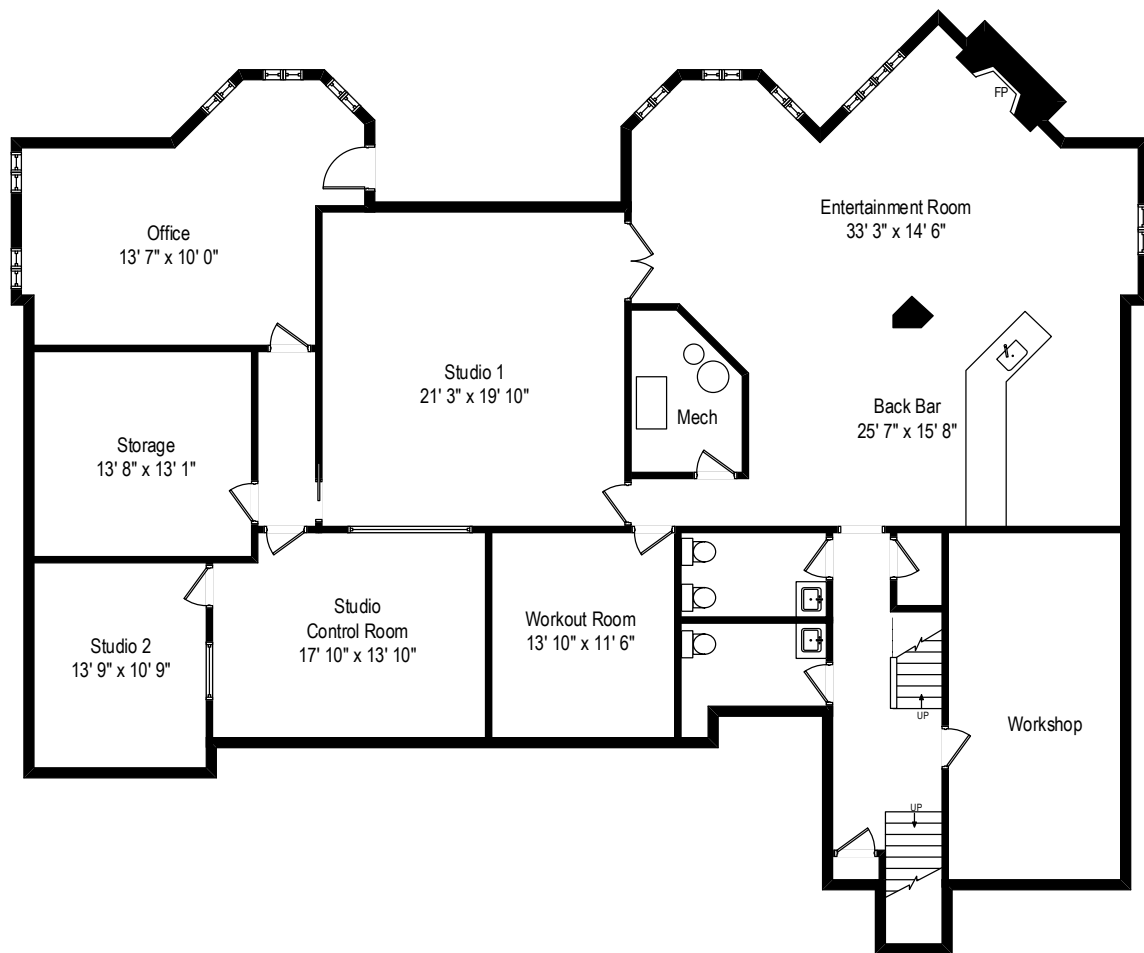 FP
Entertainment Room
33' 3" x 14' 6"
Office
13' 7" x 10' 0"
Studio 1
21' 3" x 19' 10"
Mech
Back Bar
25' 7" x 15' 8"
Storage
13' 8" x 13' 1"
Studio
Control Room
17' 10" x 13' 10"
Workout Room
13' 10" x 11' 6"
Studio 2
13' 9" x 10' 9"
UP
Workshop
UP